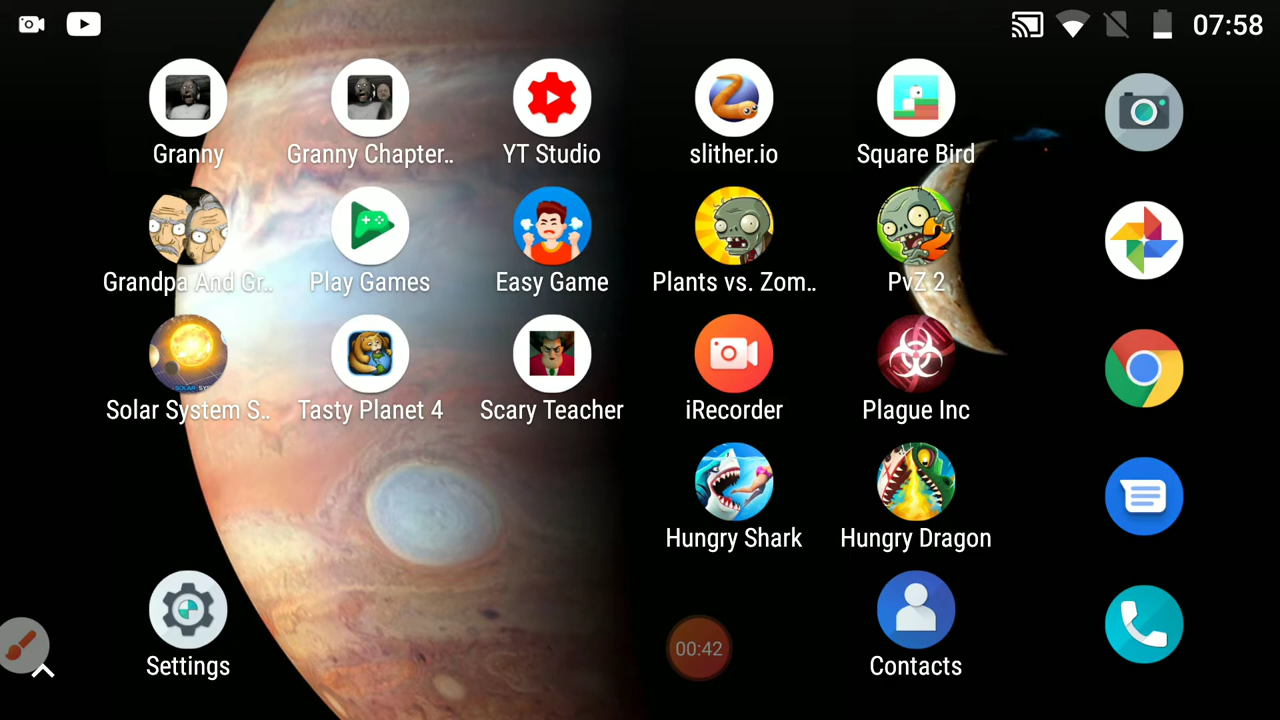 07:58
Granny
Granny Chapter..
YT Studio
slither.io
Square Bird
Grandpa And Gr..
Play Games
Easy Game
Plants vs. Zom..
PvZ 2
Solar System S..
Tasty Planet 4
Scary Teacher
iRecorder
Plague Inc
Hungry Shark
Hungry Dragon
Settings
00:42
Contacts